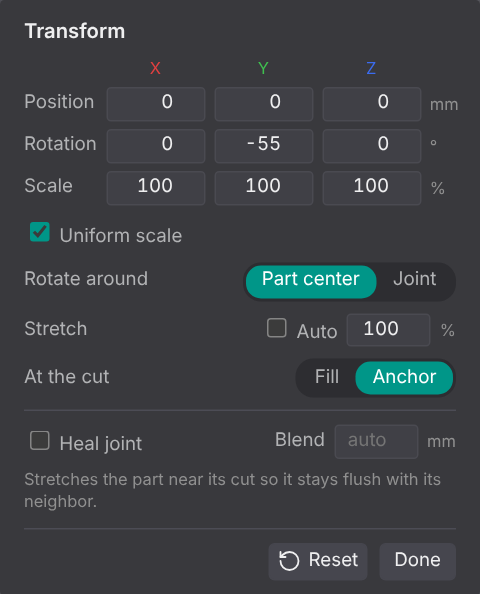 Transform
X Y Z
Position 0 0 0 mm
Rotation 0 -55 0 °
Scale 100 100 100 %
Uniform scale
Rotate around Part center Joint
Stretch Auto 100 %
At the cut Fill Anchor
Heal joint Blend auto mm
Stretches the part near its cut so it stays flush with its
neighbor.
Reset Done